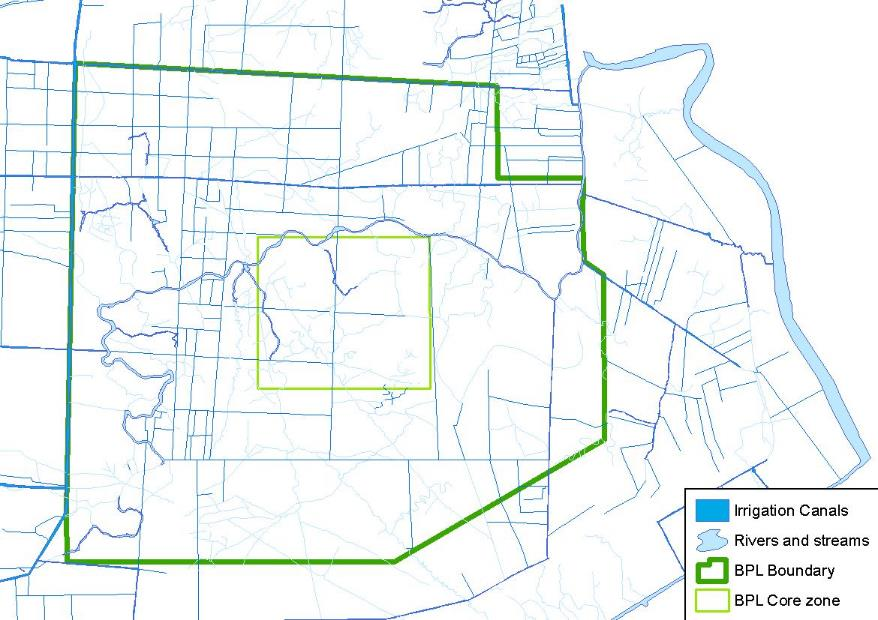 Irrigation Canals
Rivers and streams
BPL Boundary
BPL Core zone